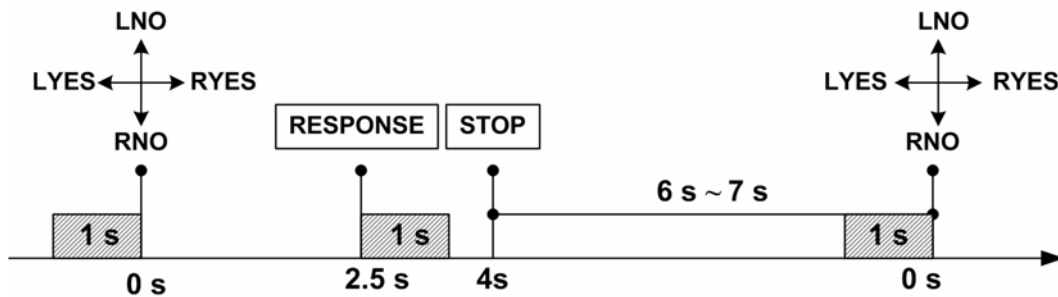 LNO
LNO
LYES RYES
LYES RYES
RNO
RNO
RESPONSE
STOP
6 s ~ 7 s
1 s
1 s
1 s
0 s
2.5 s
4s
0 s